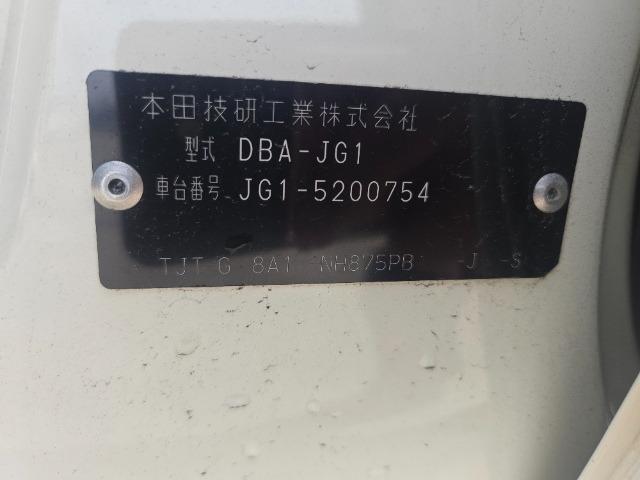 本田技研工業株式会社
型式 DBA-JG1
車台番号 JG1-5200754
TJT G 8A1 -NH875PB -J -S